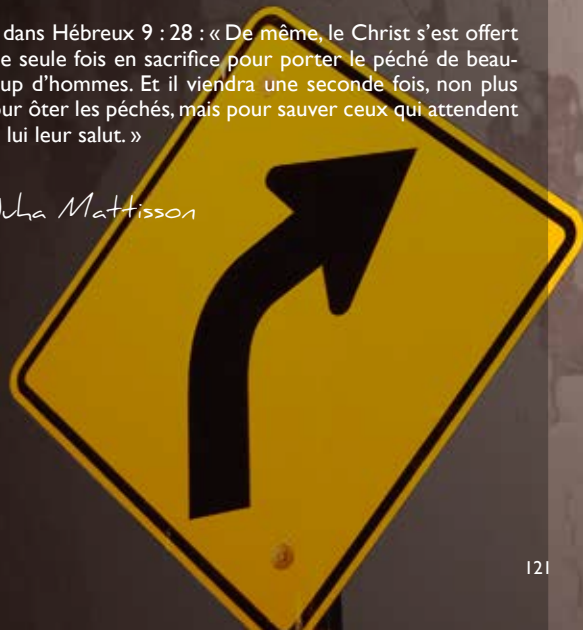 dans Hébreux 9 : 28 : « De même, le Christ s’est offert
seule fois en sacrifice pour porter le péché de beau-
up d’hommes. Et il viendra une seconde fois, non plus
ur ôter les péchés, mais pour sauver ceux qui attendent
lui leur salut. »
Mattisson
121